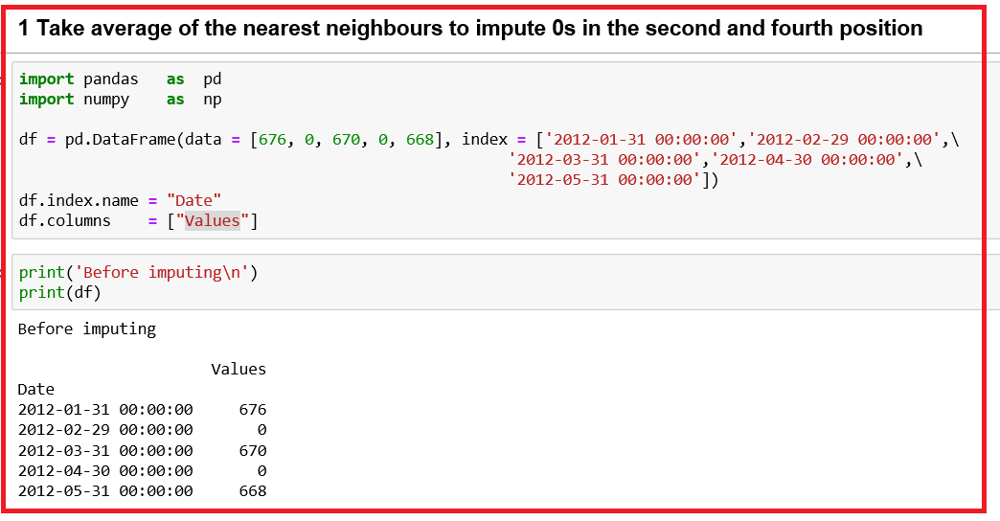 1 Take average of the nearest neighbours to impute 0s in the second and fourth position
import pandas   as  pd
import numpy    as  np
df = pd.DataFrame(data = [676, 0, 670, 0, 668], index = ['2012-01-31 00:00:00','2012-02-29 00:00:00',\
'2012-03-31 00:00:00','2012-04-30 00:00:00',\
'2012-05-31 00:00:00'])
df.index.name = "Date"
df.columns    = ["Values"]
print('Before imputing\n')
print(df)
Before imputing
Values
Date
2012-01-31 00:00:00     676
2012-02-29 00:00:00       0
2012-03-31 00:00:00     670
2012-04-30 00:00:00       0
2012-05-31 00:00:00     668